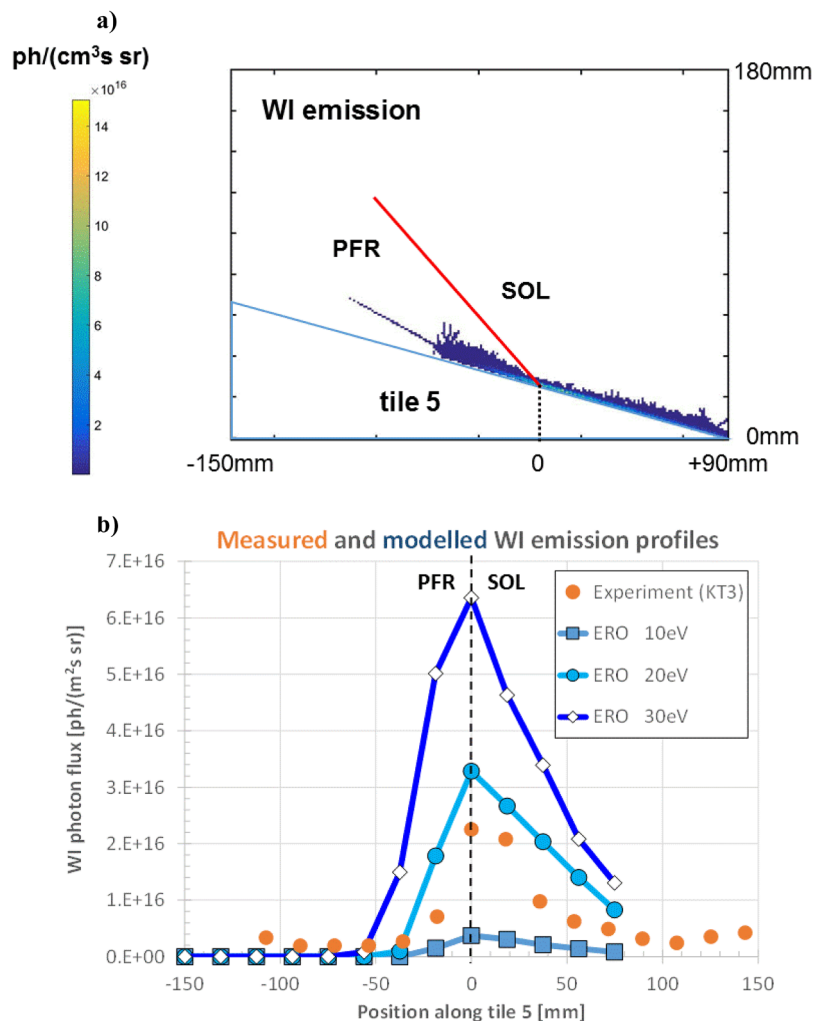 a)
ph/(cm³s sr)
×10¹⁶
14
12
10
8
6
4
2
WI emission
180mm
PFR
SOL
tile 5
0mm
-150mm
0
+90mm
b)
Measured and modelled WI emission profiles
7.E+16
6.E+16
5.E+16
4.E+16
3.E+16
2.E+16
1.E+16
0.E+00
WI photon flux [ph/(m²s sr)]
PFR
SOL
Experiment (KT3)
ERO 10eV
ERO 20eV
ERO 30eV
-150
-100
-50
0
50
100
150
Position along tile 5 [mm]